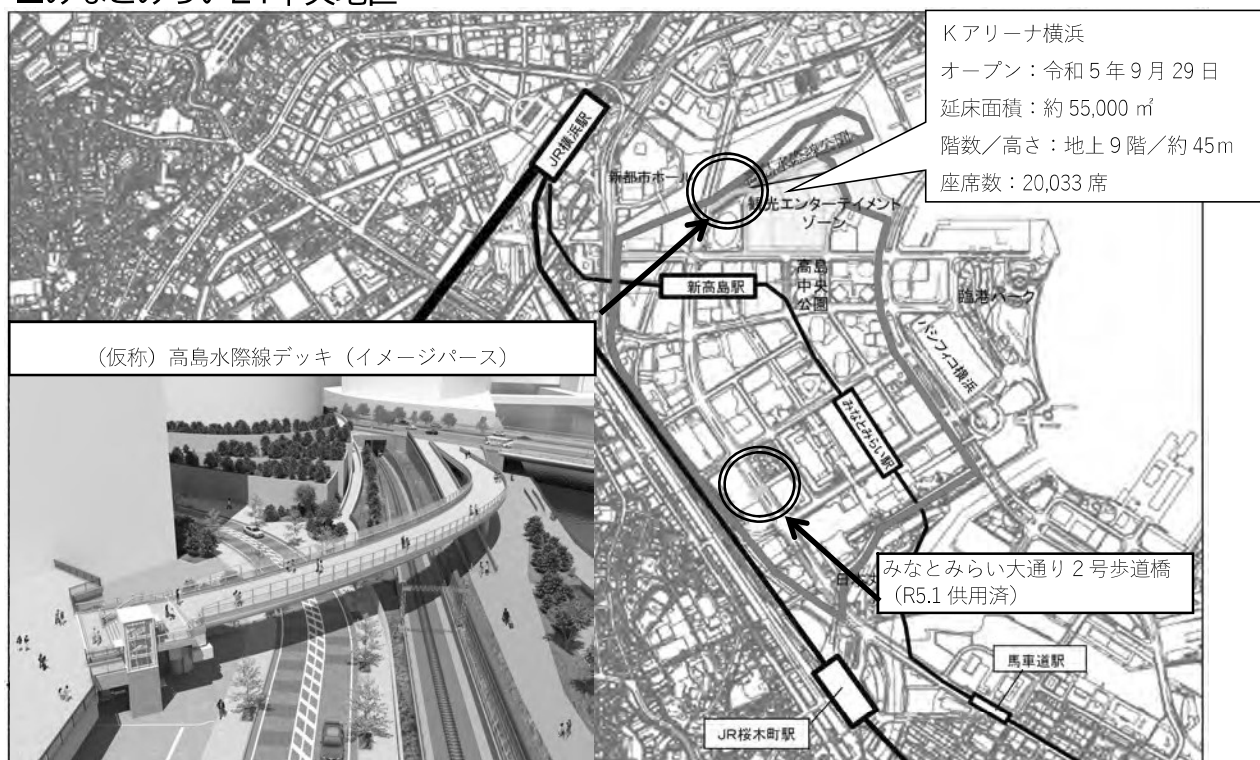 ■みなとみらい21中央地区
Kアリーナ横浜
オープン：令和5年9月29日
延床面積：約55,000㎡
階数／高さ：地上9階／約45m
座席数：20,033席
JR横浜駅
新都市ホール
観光エンターテイメント
ゾーン
新高島駅
高島
中央
公園
臨港パーク
パシフィコ横浜
（仮称）高島水際線デッキ（イメージパース）
みなとみらい駅
みなとみらい大通り2号歩道橋
（R5.1供用済）
馬車道駅
JR桜木町駅